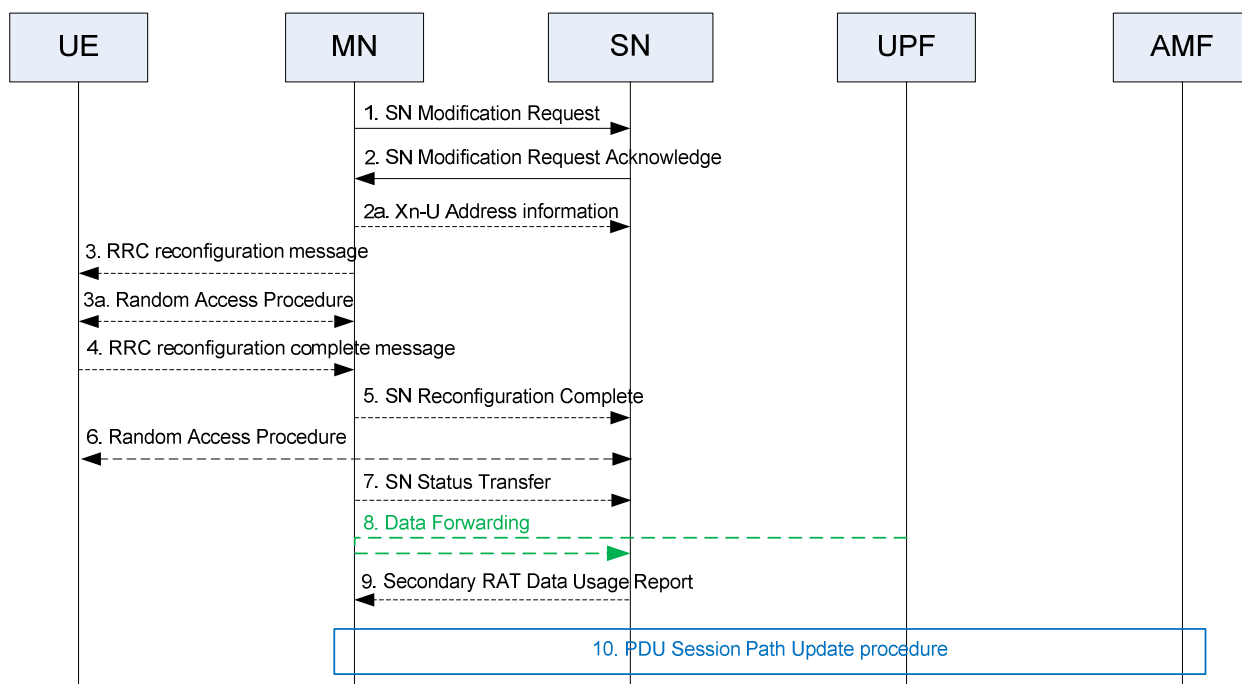 UE
MN
SN
UPF
AMF
1. SN Modification Request
2. SN Modification Request Acknowledge
2a. Xn-U Address information
3. RRC reconfiguration message
3a. Random Access Procedure
4. RRC reconfiguration complete message
5. SN Reconfiguration Complete
6. Random Access Procedure
7. SN Status Transfer
8. Data Forwarding
9. Secondary RAT Data Usage Report
10. PDU Session Path Update procedure